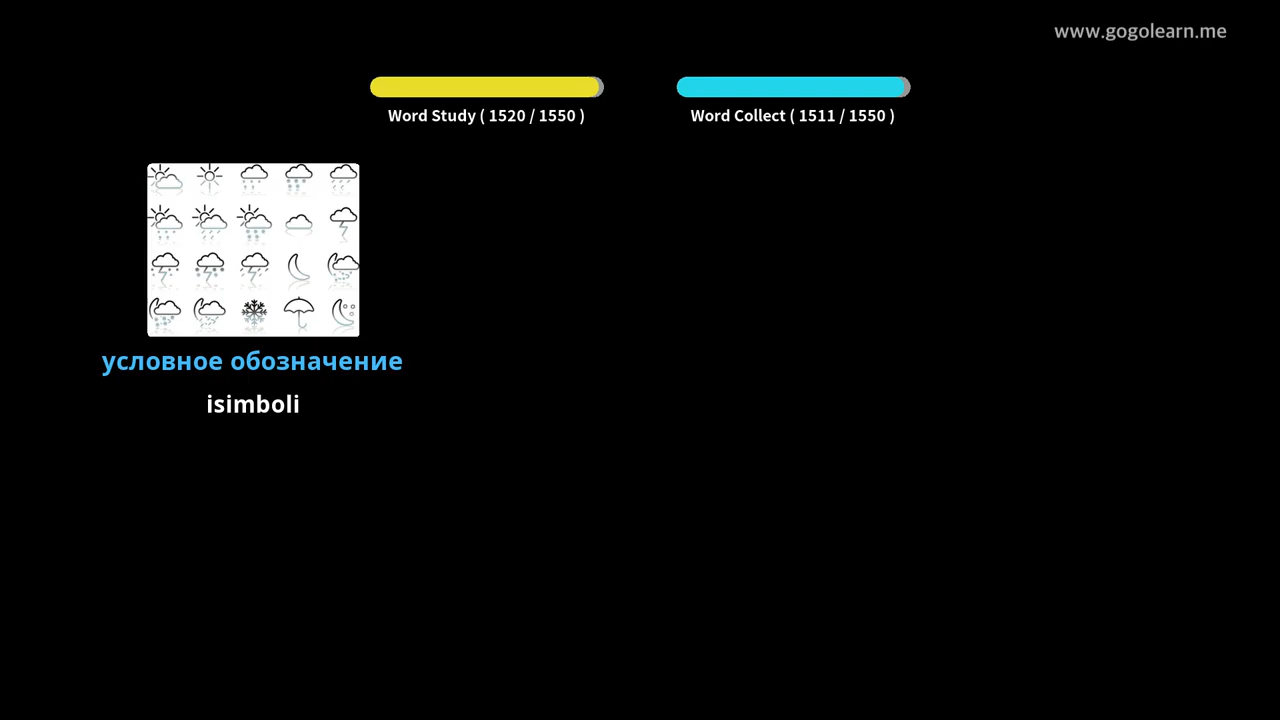 www.gogolearn.me
Word Study ( 1520 / 1550 )
Word Collect ( 1511 / 1550 )
условное обозначение
isimboli